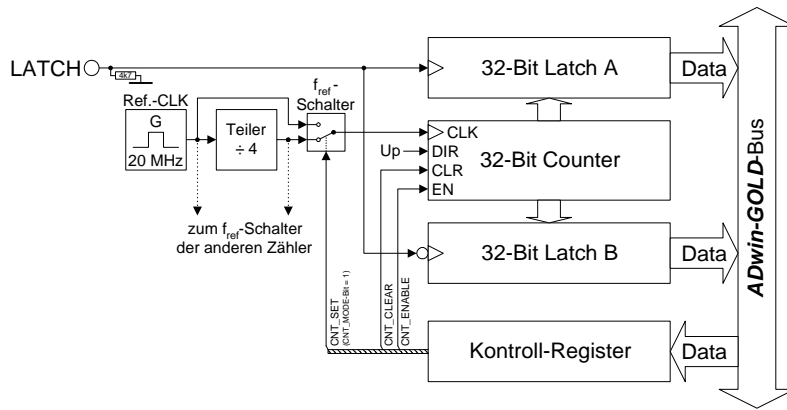 LATCH
4k7
Ref.-CLK
G
20 MHz
Teiler
÷ 4
fref-
Schalter
zum fref-Schalter
der anderen Zähler
32-Bit Latch A
Data
CLK
Up
DIR
32-Bit Counter
CLR
EN
32-Bit Latch B
Data
CNT_SET
(CNT_MODE-Bit = 1)
CNT_CLEAR
CNT_ENABLE
Kontroll-Register
Data
ADwin-GOLD-Bus